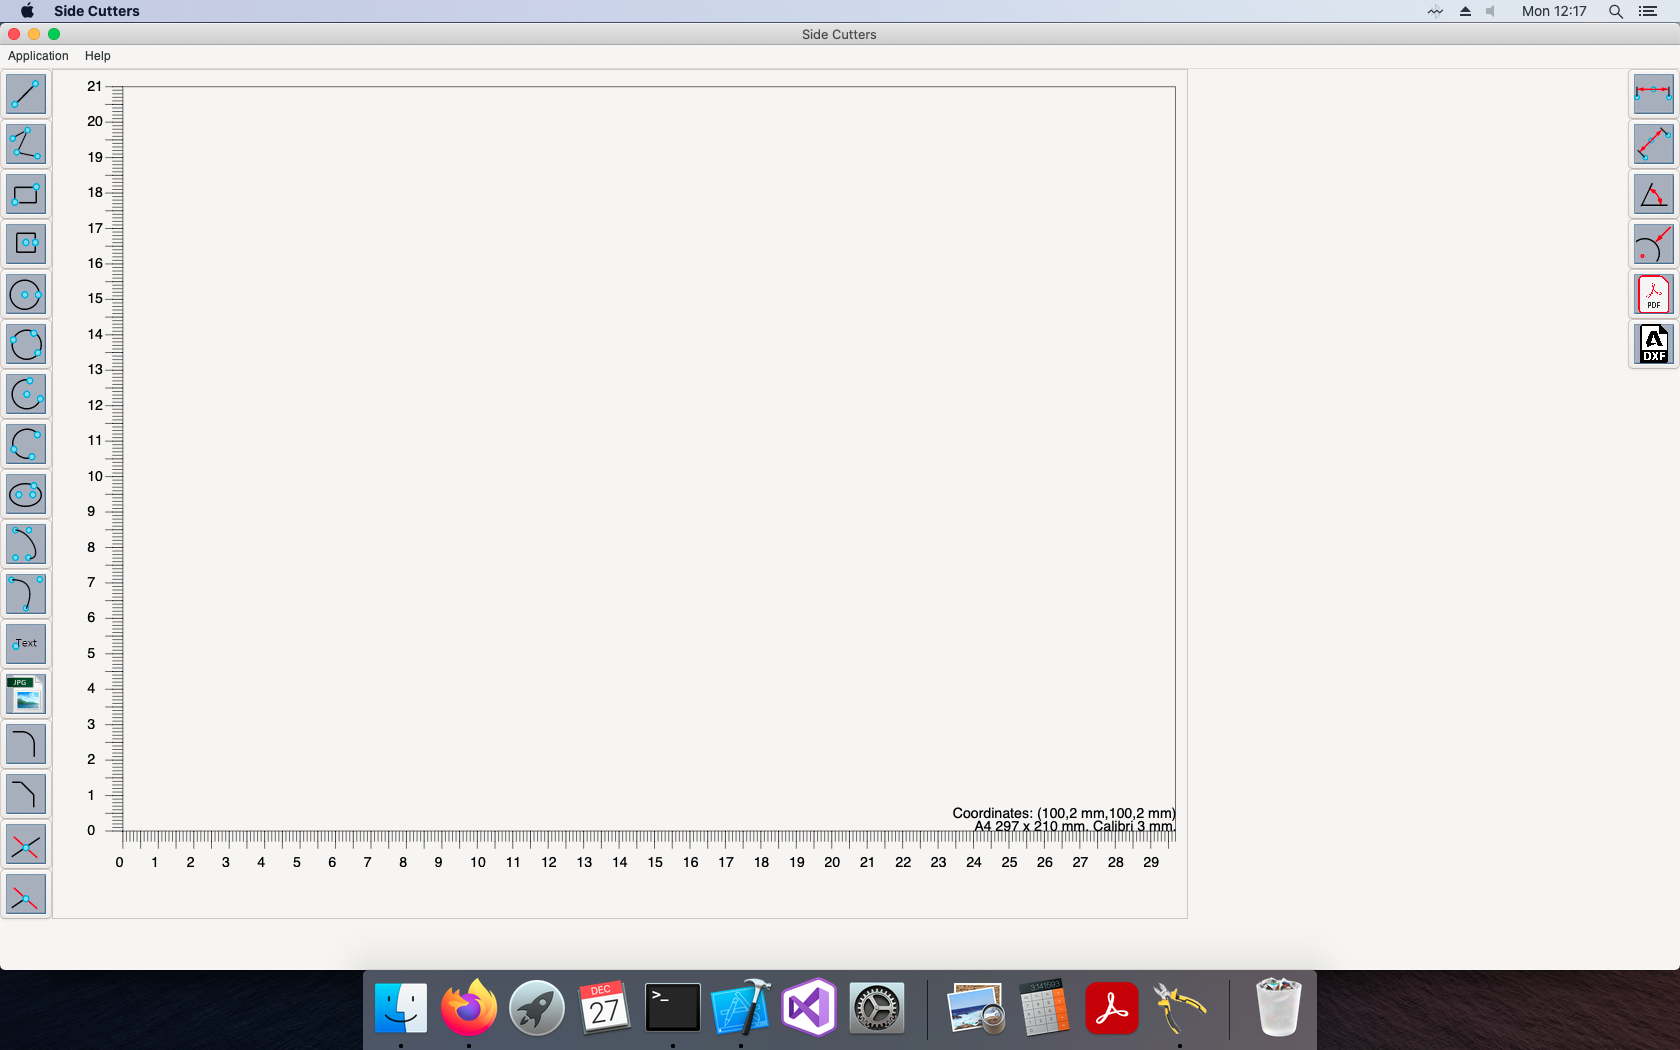 Side Cutters
Mon 12:17
Side Cutters
Application Help
21
20
19
18
17
16
15
14
13
12
11
10
9
8
7
6
5
4
3
2
1
0
Coordinates: (100,2 mm,100,2 mm)
A4 297 x 210 mm. Calibri 3 mm.
0 1 2 3 4 5 6 7 8 9 10 11 12 13 14 15 16 17 18 19 20 21 22 23 24 25 26 27 28 29
Text
JPG
PDF
A
DXF
DEC
27
>_
3.141593